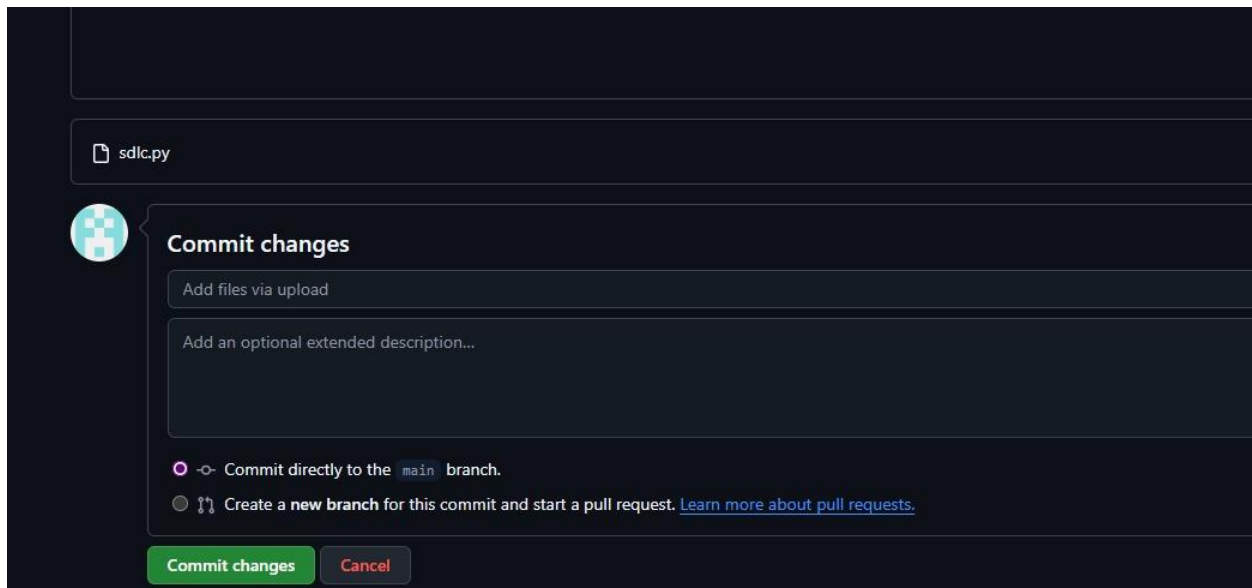 sdlc.py
Commit changes
Add files via upload
Add an optional extended description...
Commit directly to the main branch.
Create a new branch for this commit and start a pull request. Learn more about pull requests.
Commit changes Cancel